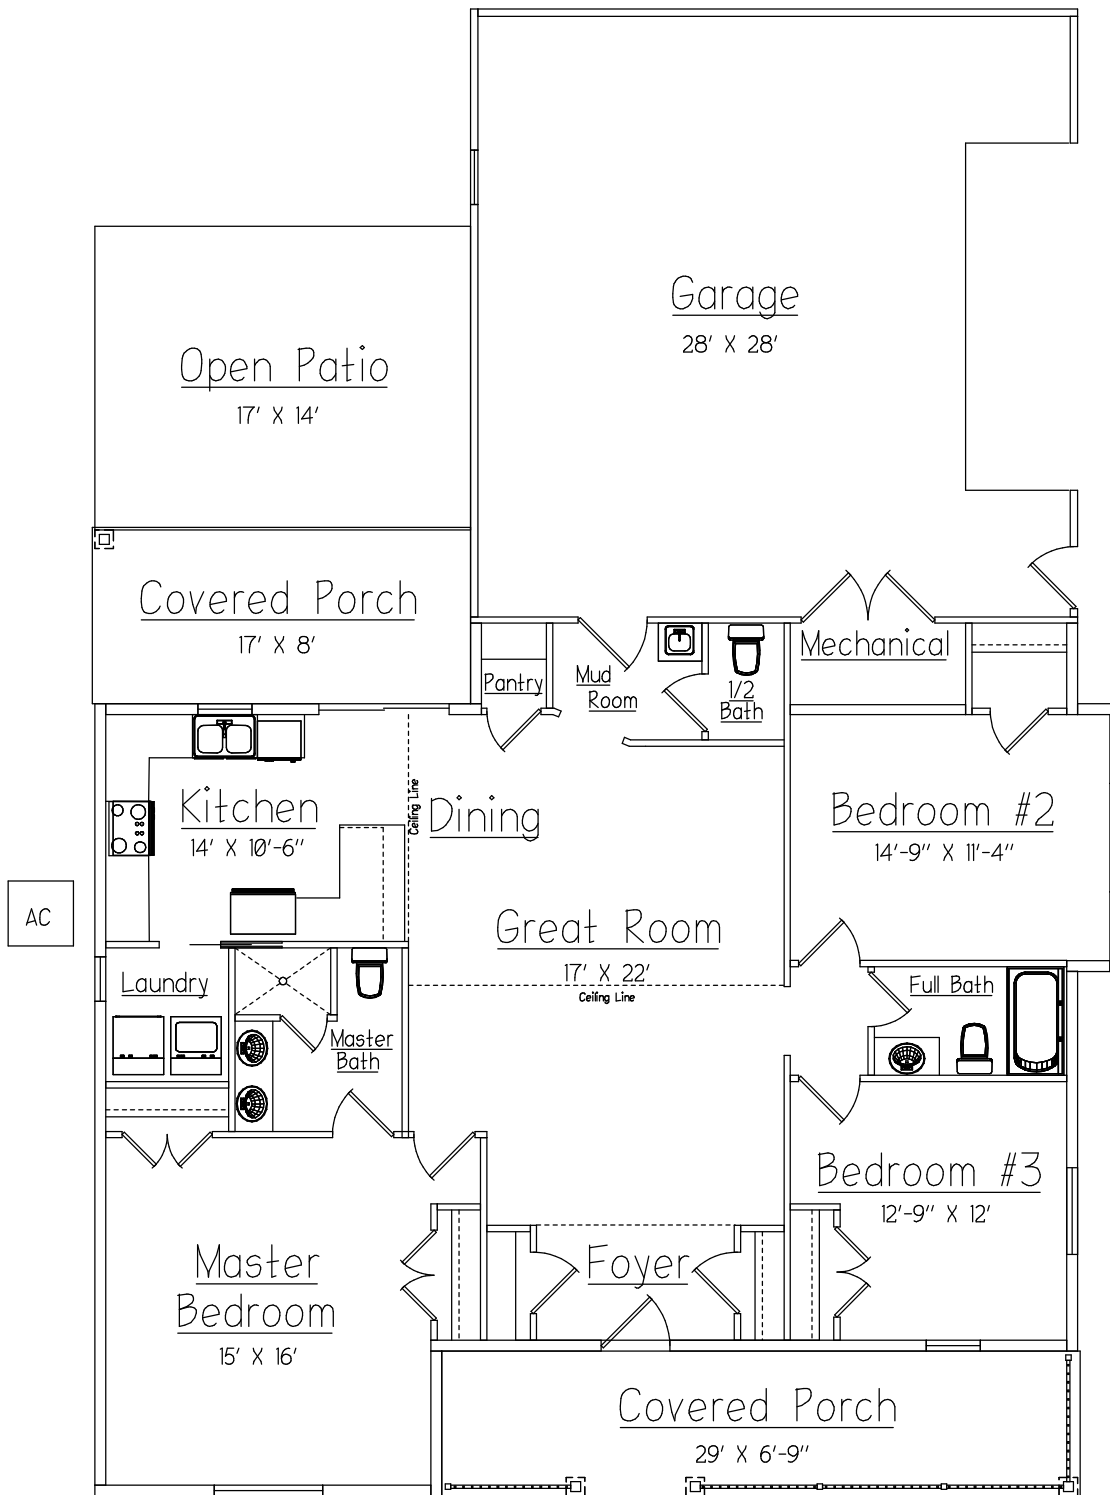 Garage
28' X 28'
Open Patio
17' X 14'
Covered Porch
17' X 8'
Mechanical
Pantry
Mud
Room
1/2
Bath
Kitchen
14' X 10'-6"
Ceiling Line
Dining
Bedroom #2
14'-9" X 11'-4"
AC
Great Room
17' X 22'
Ceiling Line
Laundry
Full Bath
Master
Bath
Bedroom #3
12'-9" X 12'
Master
Bedroom
15' X 16'
Foyer
Covered Porch
29' X 6'-9"